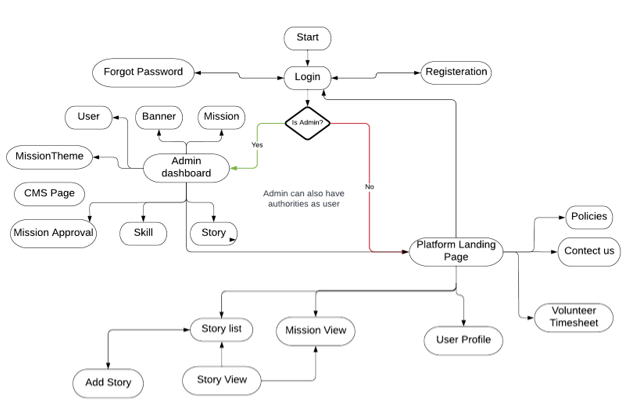 Start
Forgot Password
Login
Registeration
User
Banner
Mission
Is Admin?
Yes
MissionTheme
Admin
dashboard
No
CMS Page
Admin can also have
authorities as user
Mission Approval
Skill
Story
Platform Landing
Page
Policies
Contect us
Volunteer
Timesheet
Story list
Mission View
User Profile
Add Story
Story View